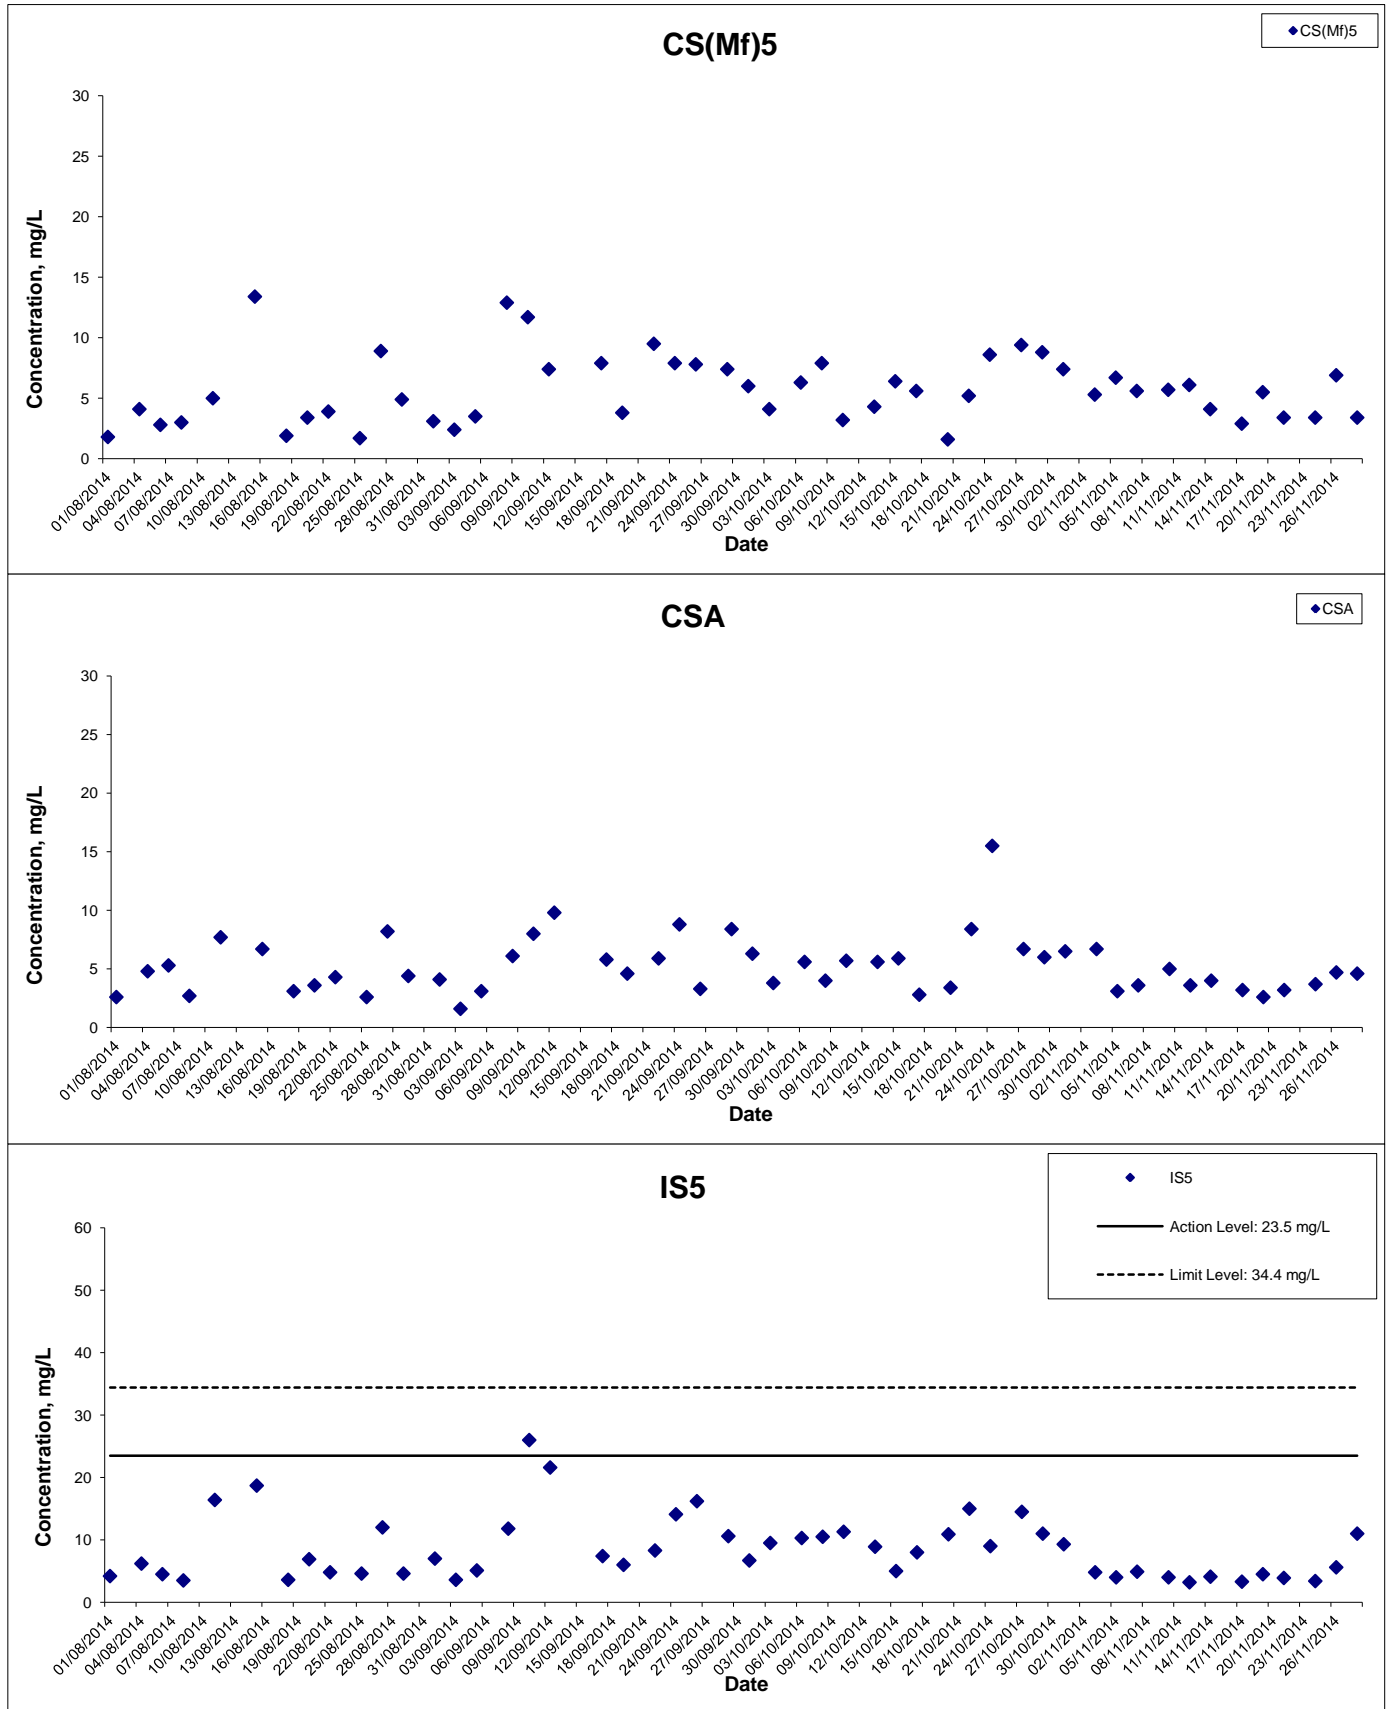 CS(Mf)5
CS(Mf)5
Concentration, mg/L
30
25
20
15
10
5
0
01/08/2014 04/08/2014 07/08/2014 10/08/2014 13/08/2014 16/08/2014 19/08/2014 22/08/2014 25/08/2014 28/08/2014 31/08/2014 03/09/2014 06/09/2014 09/09/2014 12/09/2014 15/09/2014 18/09/2014 21/09/2014 24/09/2014 27/09/2014 30/09/2014 03/10/2014 06/10/2014 09/10/2014 12/10/2014 15/10/2014 18/10/2014 21/10/2014 24/10/2014 27/10/2014 30/10/2014 02/11/2014 05/11/2014 08/11/2014 11/11/2014 14/11/2014 17/11/2014 20/11/2014 23/11/2014 26/11/2014
Date
CSA
CSA
Concentration, mg/L
30
25
20
15
10
5
0
01/08/2014 04/08/2014 07/08/2014 10/08/2014 13/08/2014 16/08/2014 19/08/2014 22/08/2014 25/08/2014 28/08/2014 31/08/2014 03/09/2014 06/09/2014 09/09/2014 12/09/2014 15/09/2014 18/09/2014 21/09/2014 24/09/2014 27/09/2014 30/09/2014 03/10/2014 06/10/2014 09/10/2014 12/10/2014 15/10/2014 18/10/2014 21/10/2014 24/10/2014 27/10/2014 30/10/2014 02/11/2014 05/11/2014 08/11/2014 11/11/2014 14/11/2014 17/11/2014 20/11/2014 23/11/2014 26/11/2014
Date
IS5
IS5
Action Level: 23.5 mg/L
Limit Level: 34.4 mg/L
Concentration, mg/L
60
50
40
30
20
10
0
01/08/2014 04/08/2014 07/08/2014 10/08/2014 13/08/2014 16/08/2014 19/08/2014 22/08/2014 25/08/2014 28/08/2014 31/08/2014 03/09/2014 06/09/2014 09/09/2014 12/09/2014 15/09/2014 18/09/2014 21/09/2014 24/09/2014 27/09/2014 30/09/2014 03/10/2014 06/10/2014 09/10/2014 12/10/2014 15/10/2014 18/10/2014 21/10/2014 24/10/2014 27/10/2014 30/10/2014 02/11/2014 05/11/2014 08/11/2014 11/11/2014 14/11/2014 17/11/2014 20/11/2014 23/11/2014 26/11/2014
Date